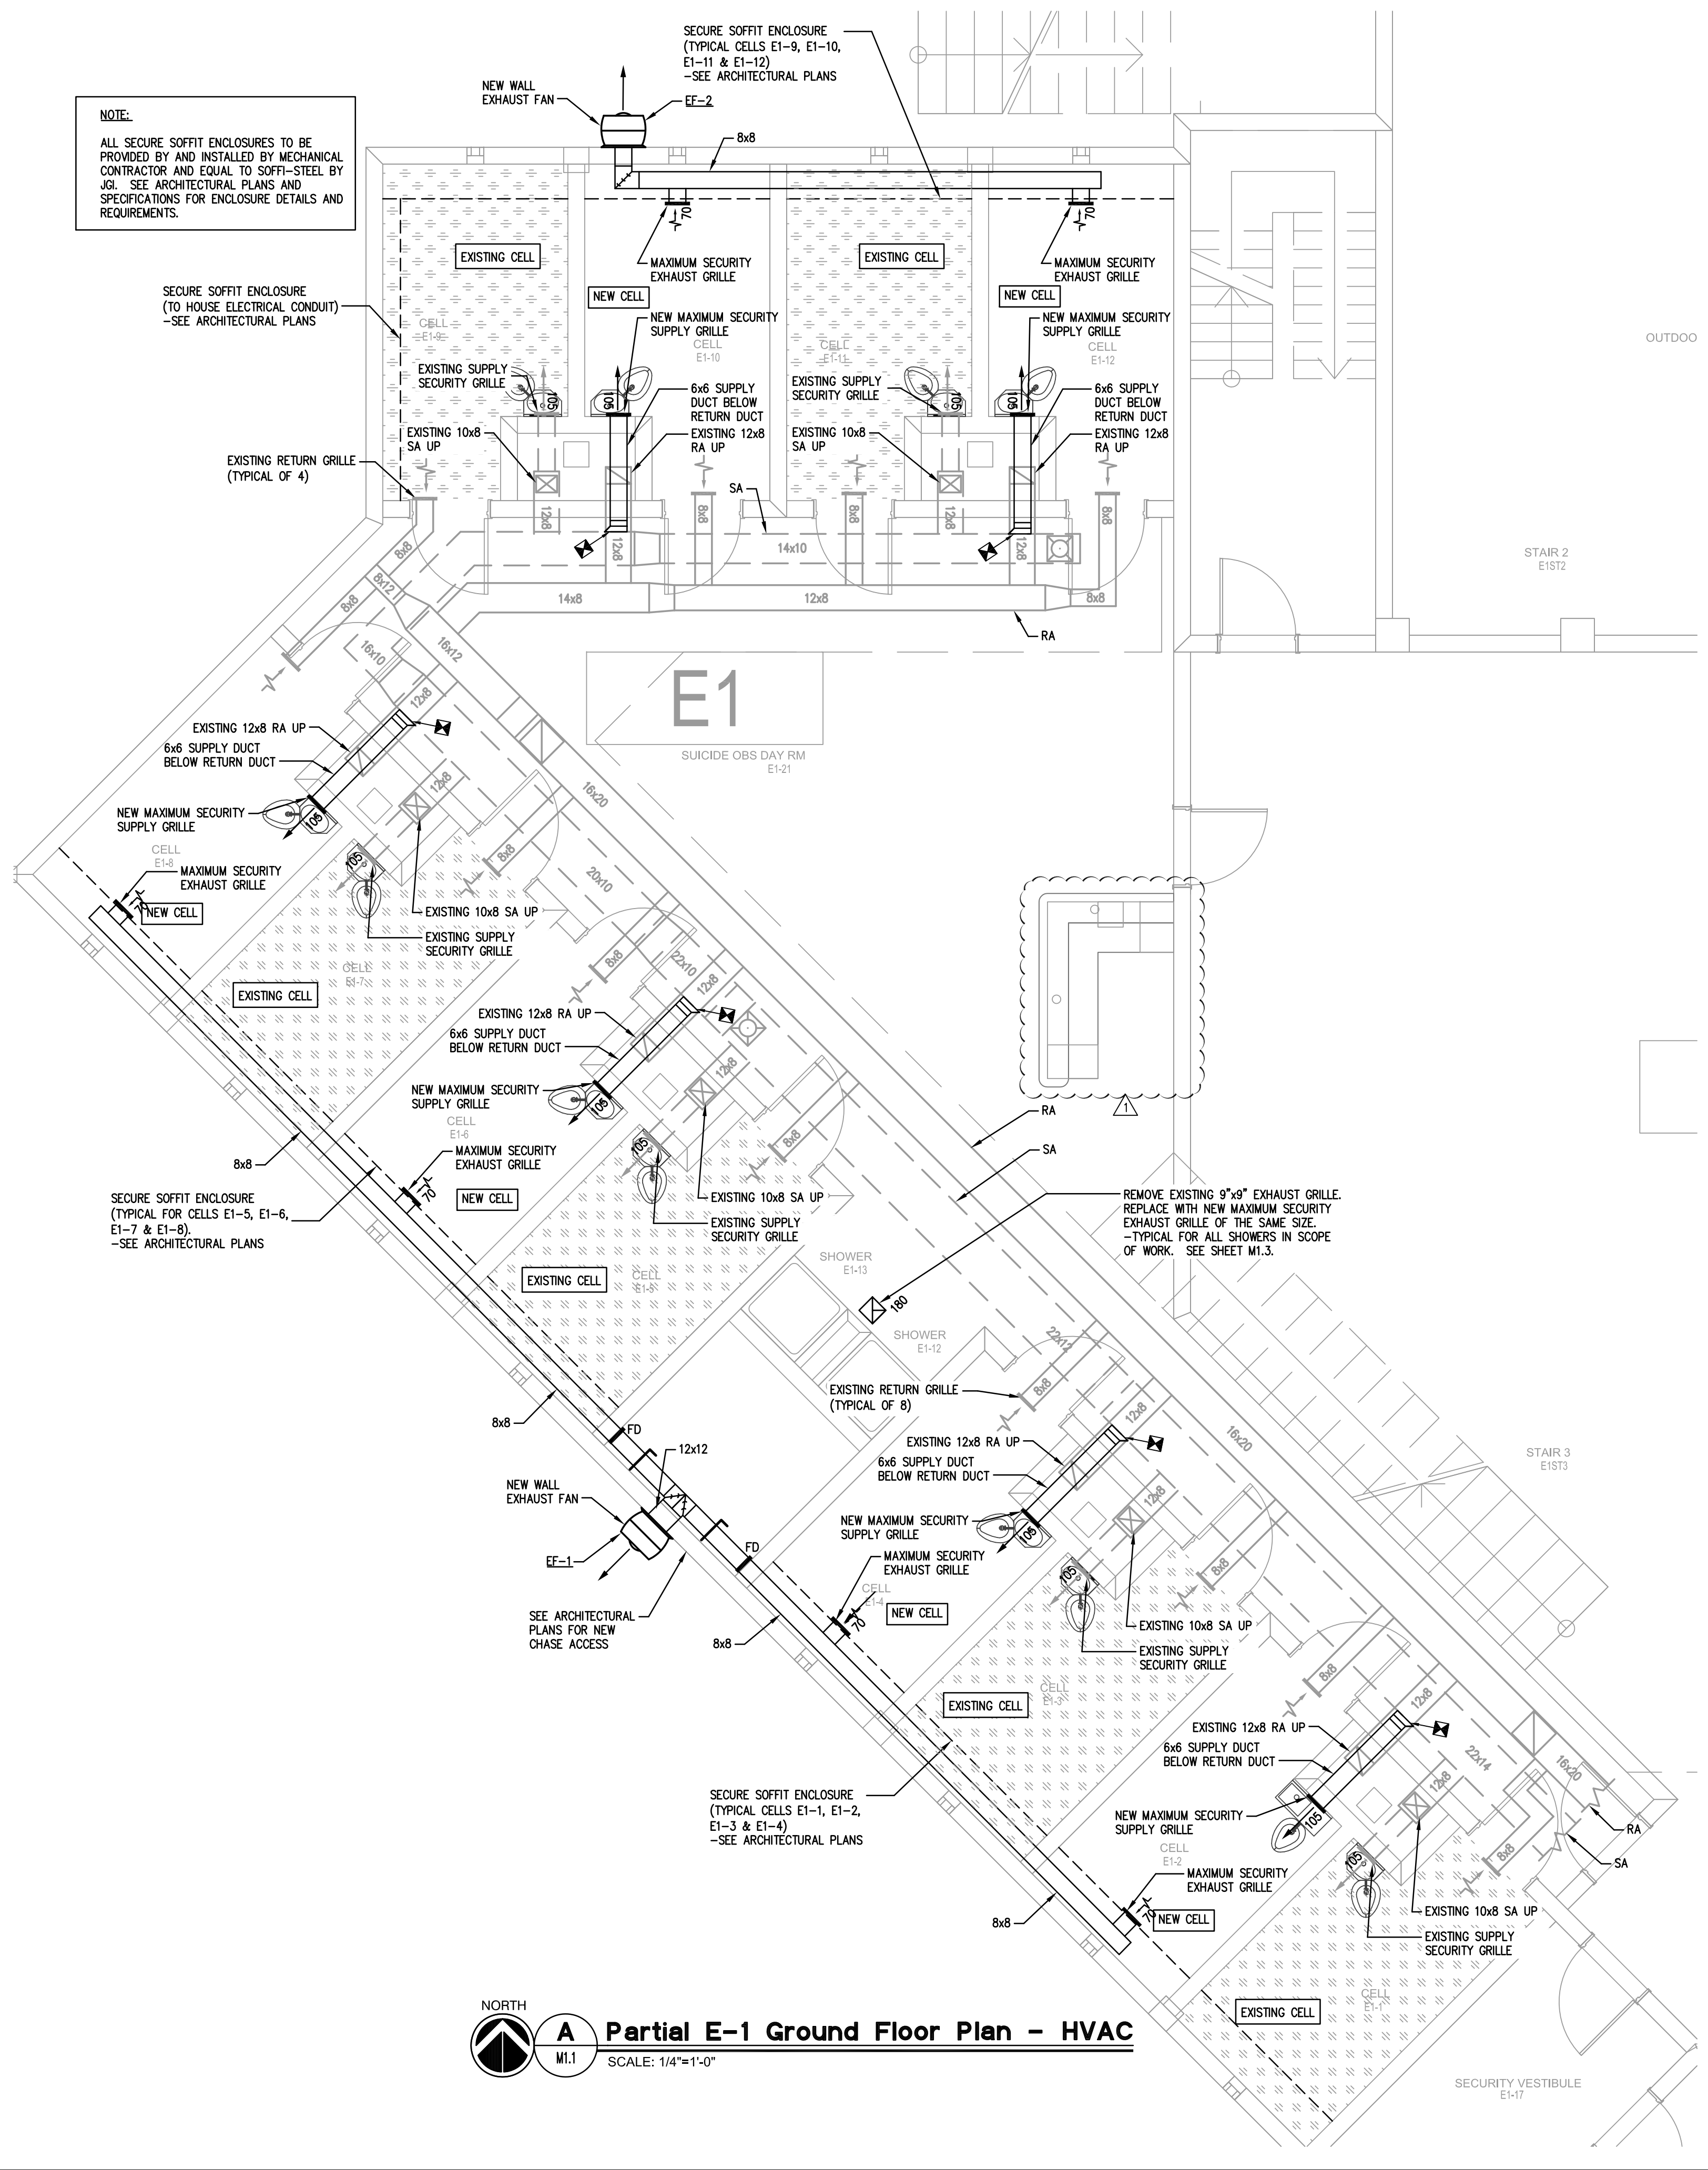 SECURE SOFFIT ENCLOSURE
(TYPICAL CELLS E1-9, E1-10,
E1-11 & E1-12)
-SEE ARCHITECTURAL PLANS
NEW WALL
EXHAUST FAN
EF-2
8x8
NOTE:
ALL SECURE SOFFIT ENCLOSURES TO BE
PROVIDED BY AND INSTALLED BY MECHANICAL
CONTRACTOR AND EQUAL TO SOFFI-STEEL BY
JGI. SEE ARCHITECTURAL PLANS AND
SPECIFICATIONS FOR ENCLOSURE DETAILS AND
REQUIREMENTS.
70
70
EXISTING CELL
MAXIMUM SECURITY
EXHAUST GRILLE
EXISTING CELL
MAXIMUM SECURITY
EXHAUST GRILLE
SECURE SOFFIT ENCLOSURE
(TO HOUSE ELECTRICAL CONDUIT)
-SEE ARCHITECTURAL PLANS
NEW CELL
NEW CELL
CELL
E1-9
NEW MAXIMUM SECURITY
SUPPLY GRILLE
CELL
E1-10
CELL
E1-11
NEW MAXIMUM SECURITY
SUPPLY GRILLE
CELL
E1-12
OUTDOO
EXISTING SUPPLY
SECURITY GRILLE
105
105
6x6 SUPPLY
DUCT BELOW
RETURN DUCT
EXISTING SUPPLY
SECURITY GRILLE
105
105
6x6 SUPPLY
DUCT BELOW
RETURN DUCT
EXISTING 10x8
SA UP
EXISTING 12x8
RA UP
EXISTING 10x8
SA UP
EXISTING 12x8
RA UP
EXISTING RETURN GRILLE
(TYPICAL OF 4)
SA
12x8
12x8
8x8
8x8
12x8
12x8
8x8
14x10
8x8
8x12
8x8
14x8
12x8
8x8
RA
STAIR 2
E1ST2
16x10
16x12
12x8
E1
SUICIDE OBS DAY RM
E1-21
EXISTING 12x8 RA UP
6x6 SUPPLY DUCT
BELOW RETURN DUCT
12x8
16x20
NEW MAXIMUM SECURITY
SUPPLY GRILLE
105
CELL
E1-8
105
8x8
20x10
MAXIMUM SECURITY
EXHAUST GRILLE
70
NEW CELL
EXISTING 10x8 SA UP
EXISTING SUPPLY
SECURITY GRILLE
CELL
E1-7
EXISTING CELL
8x8
22x10
12x8
EXISTING 12x8 RA UP
6x6 SUPPLY DUCT
BELOW RETURN DUCT
12x8
NEW MAXIMUM SECURITY
SUPPLY GRILLE
105
CELL
E1-6
105
8x8
MAXIMUM SECURITY
EXHAUST GRILLE
70
NEW CELL
8x8
RA
SA
1
SECURE SOFFIT ENCLOSURE
(TYPICAL FOR CELLS E1-5, E1-6,
E1-7 & E1-8).
-SEE ARCHITECTURAL PLANS
EXISTING 10x8 SA UP
EXISTING SUPPLY
SECURITY GRILLE
REMOVE EXISTING 9"x9" EXHAUST GRILLE.
REPLACE WITH NEW MAXIMUM SECURITY
EXHAUST GRILLE OF THE SAME SIZE.
-TYPICAL FOR ALL SHOWERS IN SCOPE
OF WORK. SEE SHEET M1.3.
EXISTING CELL
CELL
E1-5
SHOWER
E1-13
180
SHOWER
E1-12
22x12
8x8
12x8
EXISTING RETURN GRILLE
(TYPICAL OF 8)
8x8
FD
12x12
16x20
EXISTING 12x8 RA UP
6x6 SUPPLY DUCT
BELOW RETURN DUCT
STAIR 3
E1ST3
NEW WALL
EXHAUST FAN
EF-1
FD
12x8
NEW MAXIMUM SECURITY
SUPPLY GRILLE
105
MAXIMUM SECURITY
EXHAUST GRILLE
105
8x8
CELL
E1-4
70
NEW CELL
SEE ARCHITECTURAL
PLANS FOR NEW
CHASE ACCESS
8x8
EXISTING 10x8 SA UP
EXISTING SUPPLY
SECURITY GRILLE
CELL
E1-3
EXISTING CELL
8x8
12x8
EXISTING 12x8 RA UP
6x6 SUPPLY DUCT
BELOW RETURN DUCT
22x14
16x20
12x8
SECURE SOFFIT ENCLOSURE
(TYPICAL CELLS E1-1, E1-2,
E1-3 & E1-4)
-SEE ARCHITECTURAL PLANS
NEW MAXIMUM SECURITY
SUPPLY GRILLE
105
RA
SA
CELL
E1-2
105
8x8
MAXIMUM SECURITY
EXHAUST GRILLE
70
NEW CELL
8x8
EXISTING 10x8 SA UP
EXISTING SUPPLY
SECURITY GRILLE
CELL
E1-1
EXISTING CELL
NORTH
A
M1.1
Partial E-1 Ground Floor Plan - HVAC
SCALE: 1/4"=1'-0"
SECURITY VESTIBULE
E1-17